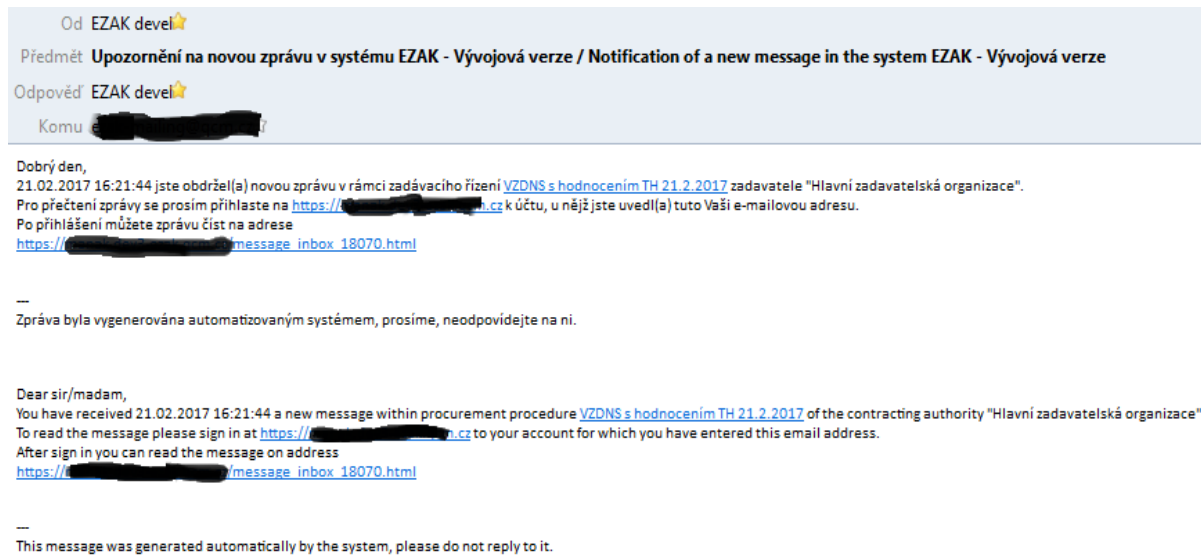 Od EZAK devel
Předmět Upozornění na novou zprávu v systému EZAK - Vývojová verze / Notification of a new message in the system EZAK - Vývojová verze
Odpověď EZAK devel
Komu
Dobrý den,
21.02.2017 16:21:44 jste obdržel(a) novou zprávu v rámci zadávacího řízení VZDNS s hodnocením TH 21.2.2017 zadavatele "Hlavní zadavatelská organizace".
Pro přečtení zprávy se prosím přihlaste na https:// .cz k účtu, u nějž jste uvedl(a) tuto Vaši e-mailovou adresu.
Po přihlášení můžete zprávu číst na adrese
https:// message_inbox_18070.html
---
Zpráva byla vygenerována automatizovaným systémem, prosíme, neodpovídejte na ni.
Dear sir/madam,
You have received 21.02.2017 16:21:44 a new message within procurement procedure VZDNS s hodnocením TH 21.2.2017 of the contracting authority "Hlavní zadavatelská organizace"
To read the message please sign in at https:// .cz to your account for which you have entered this email address.
After sign in you can read the message on address
https:// /message_inbox_18070.html
---
This message was generated automatically by the system, please do not reply to it.